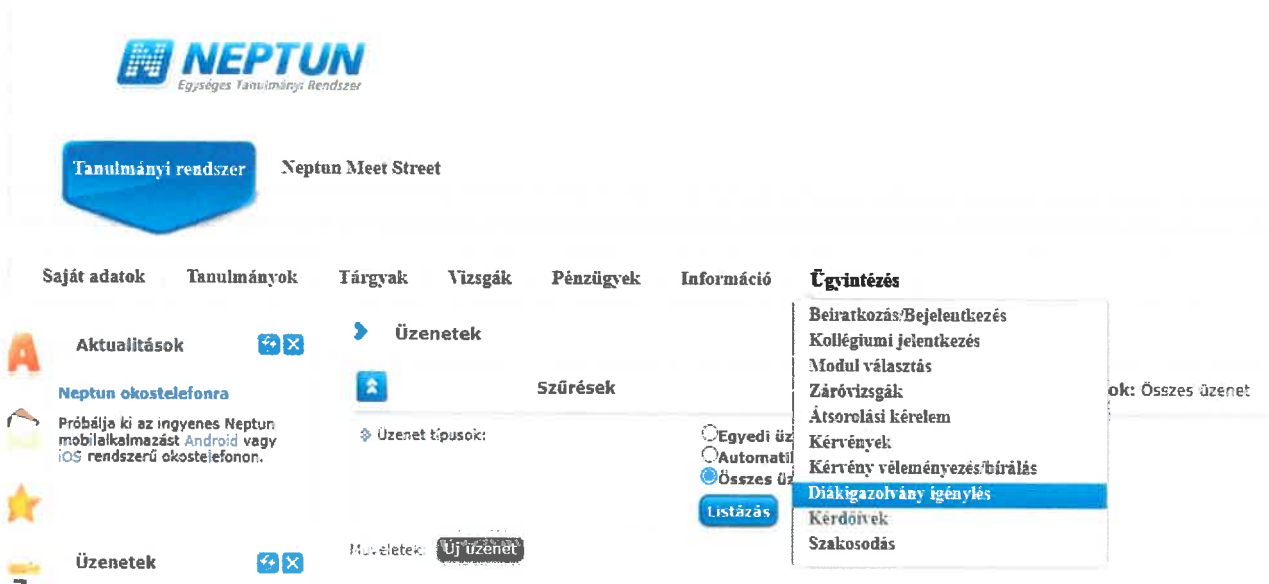 NEPTUN
Egységes Tanulmányi Rendszer
Tanulmányi rendszer
Neptun Meet Street
Saját adatok Tanulmányok Tárgyak Vizsgák Pénzügyek Információ Ügyintézés
Beiratkozás/Bejelentkezés
Kollégiumi jelentkezés
Modul választás
Záróvizsgák
Átsorolási kérelem
Kérvények
Kérvény véleményezés/bírálás
Diákigazolvány igénylés
Kérdőívek
Szakosodás
Aktualitások
Neptun okostelefonra
Próbálja ki az ingyenes Neptun
mobilalkalmazást Android vagy
iOS rendszerű okostelefonon.
Üzenetek
Üzenetek
Szűrések
ok: Összes üzenet
Üzenet típusok:
Egyedi üz
Automati
Összes üz
Listázás
Műveletek: Új üzenet